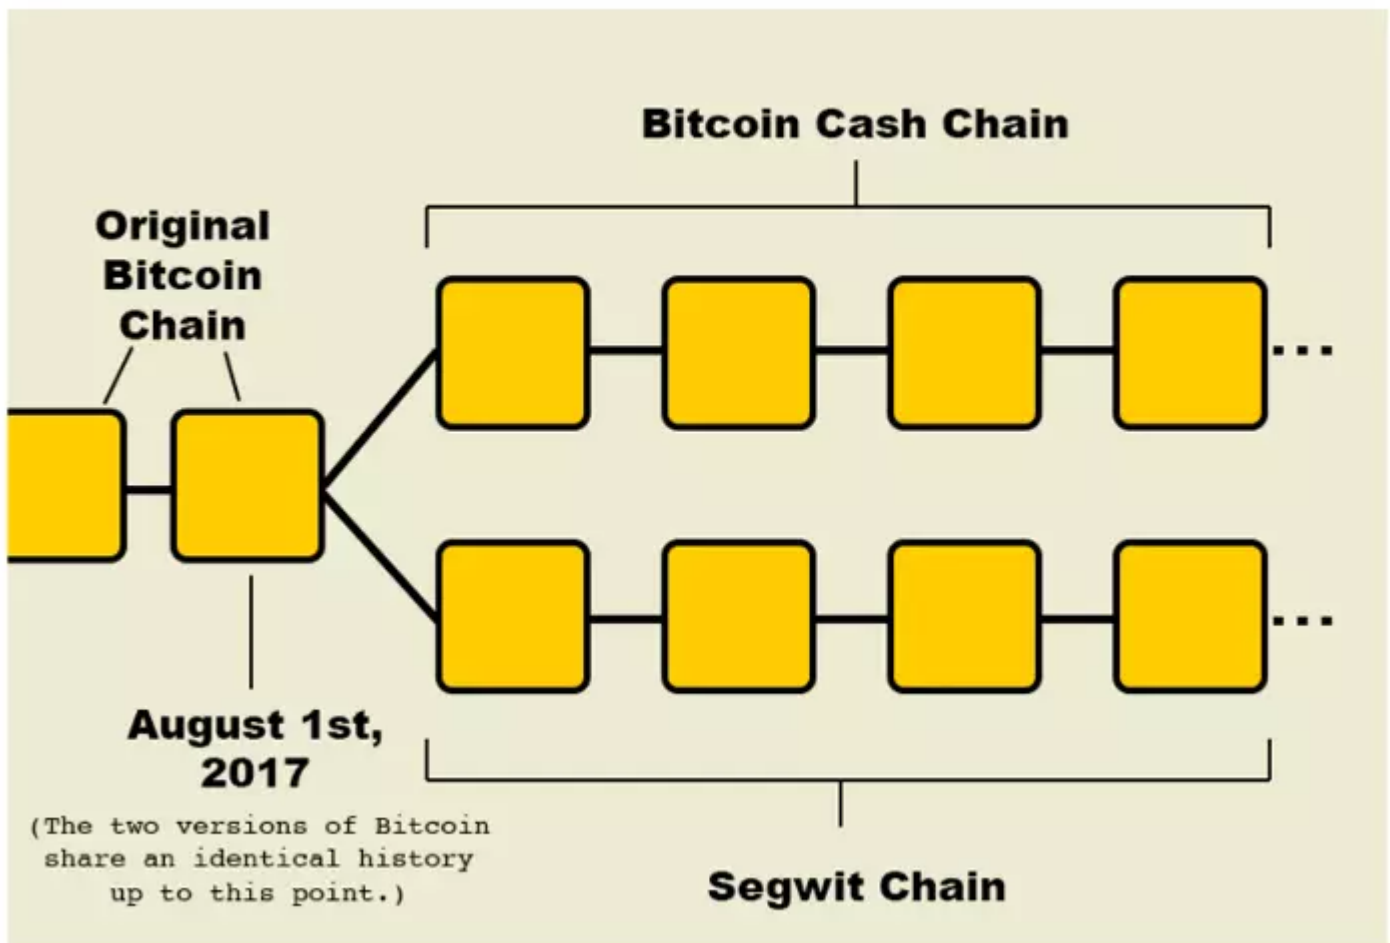 Bitcoin Cash Chain
Original
Bitcoin
Chain
August 1st,
2017
(The two versions of Bitcoin
share an identical history
up to this point.)
Segwit Chain